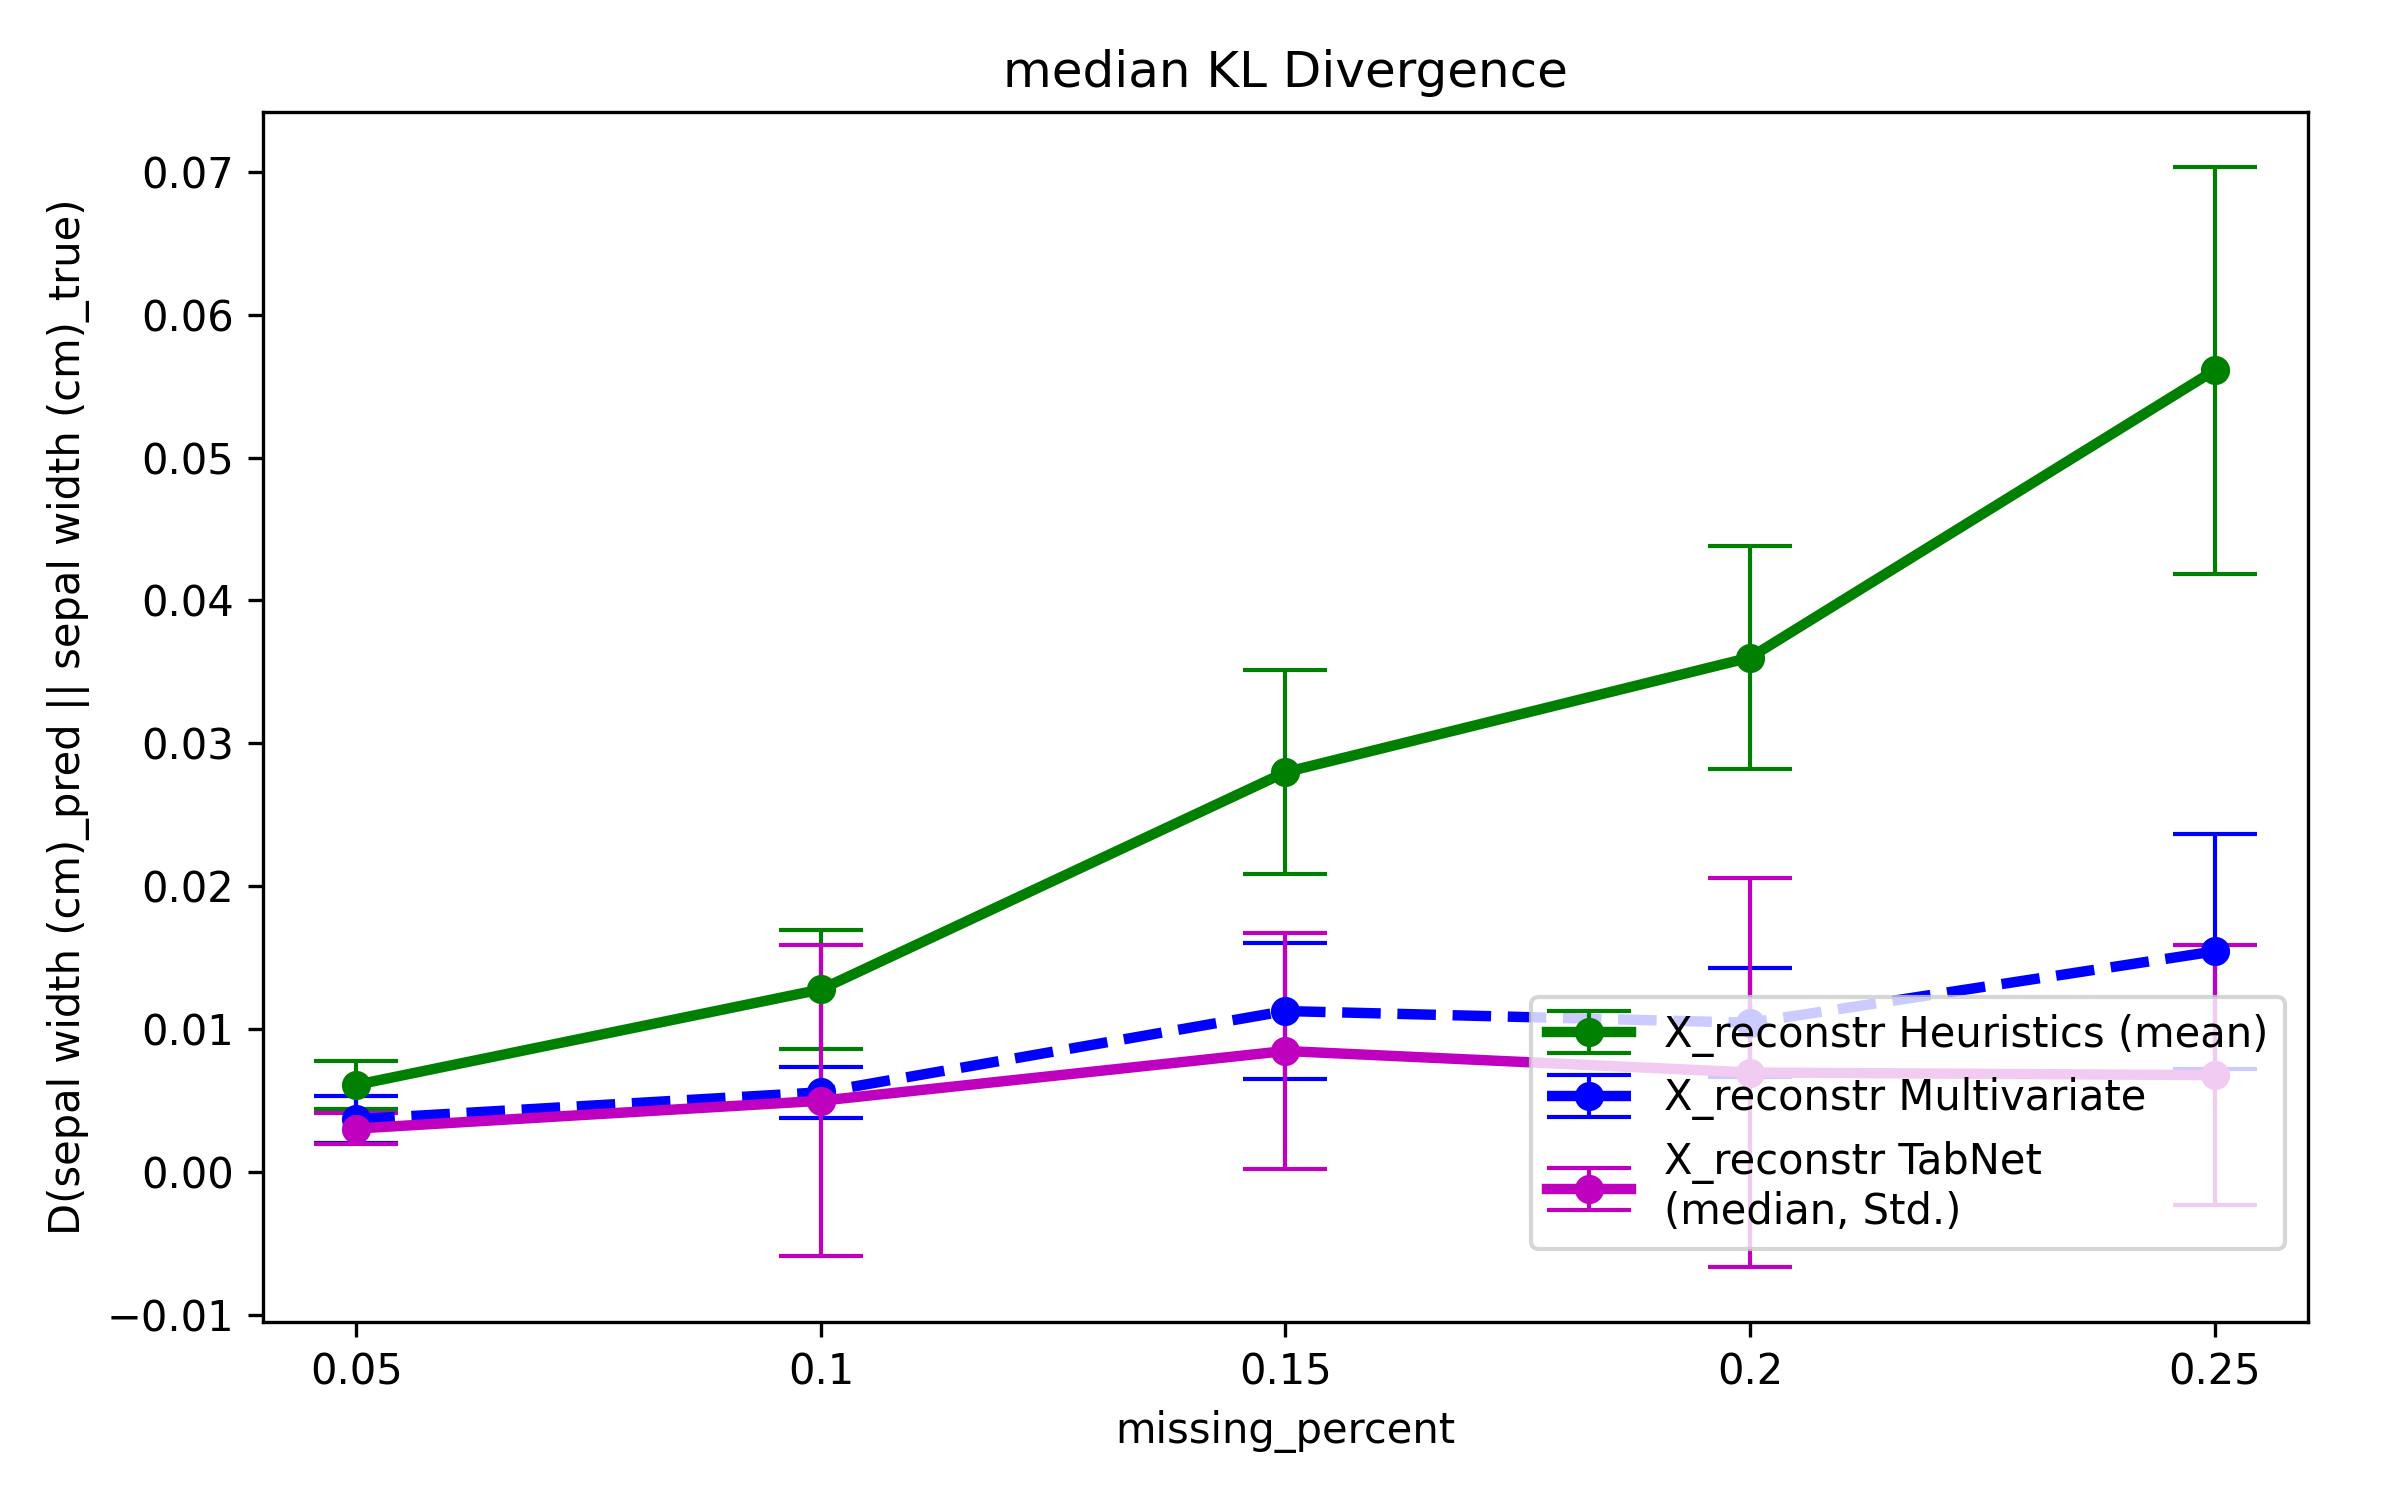 median KL Divergence
D(sepal width (cm)_pred || sepal width (cm)_true)
0.07
0.06
0.05
0.04
0.03
0.02
0.01
0.00
−0.01
X_reconstr Heuristics (mean)
X_reconstr Multivariate
X_reconstr TabNet
(median, Std.)
0.05 0.1 0.15 0.2 0.25
missing_percent